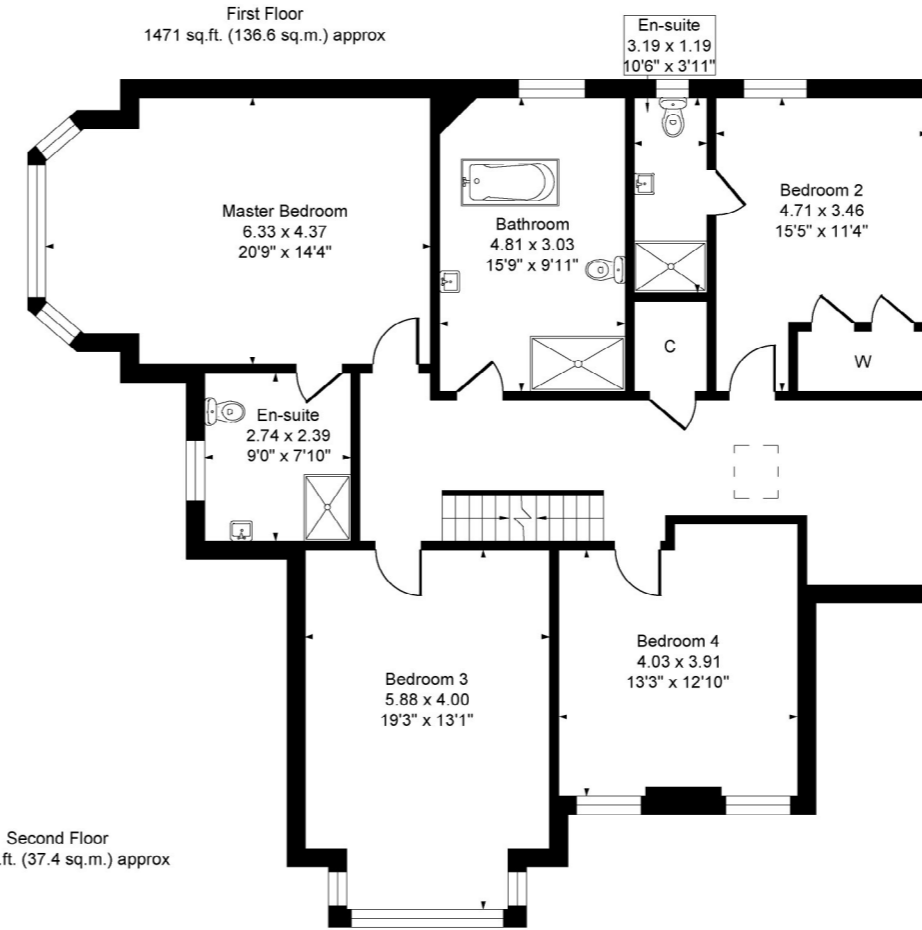 First Floor
1471 sq.ft. (136.6 sq.m.) approx
En-suite
3.19 x 1.19
10'6" x 3'11"
Master Bedroom
6.33 x 4.37
20'9" x 14'4"
Bathroom
4.81 x 3.03
15'9" x 9'11"
Bedroom 2
4.71 x 3.46
15'5" x 11'4"
C
W
En-suite
2.74 x 2.39
9'0" x 7'10"
Bedroom 3
5.88 x 4.00
19'3" x 13'1"
Bedroom 4
4.03 x 3.91
13'3" x 12'10"
Second Floor
.ft. (37.4 sq.m.) approx